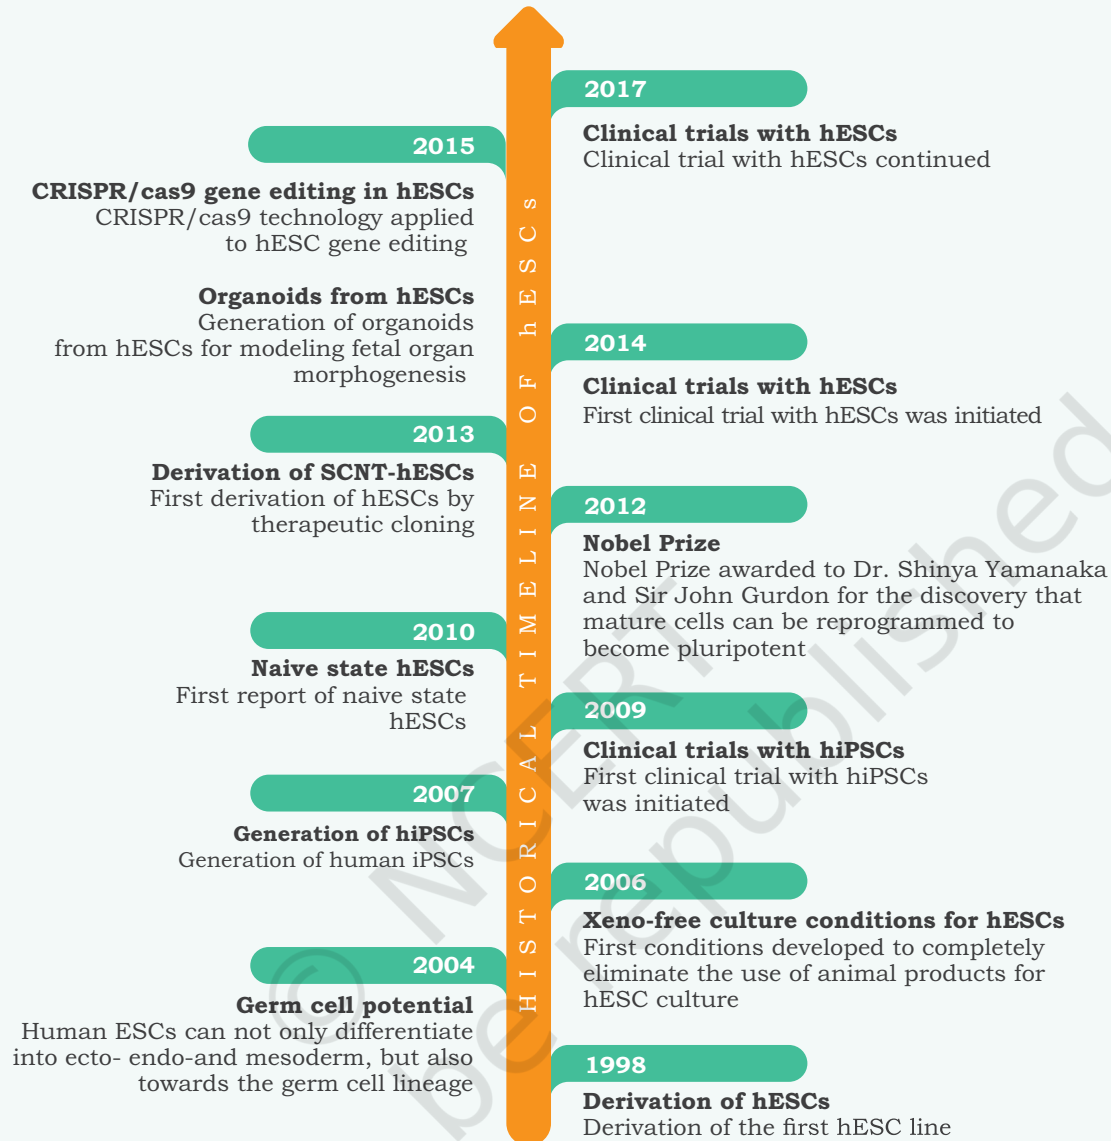 2017
Clinical trials with hESCs
Clinical trial with hESCs continued
2015
CRISPR/cas9 gene editing in hESCs
CRISPR/cas9 technology applied
to hESC gene editing
Organoids from hESCs
Generation of organoids
from hESCs for modeling fetal organ
morphogenesis
2014
Clinical trials with hESCs
First clinical trial with hESCs was initiated
2013
Derivation of SCNT-hESCs
First derivation of hESCs by
therapeutic cloning
2012
Nobel Prize
Nobel Prize awarded to Dr. Shinya Yamanaka
and Sir John Gurdon for the discovery that
mature cells can be reprogrammed to
become pluripotent
2010
Naive state hESCs
First report of naive state
hESCs
2009
Clinical trials with hiPSCs
First clinical trial with hiPSCs
was initiated
2007
Generation of hiPSCs
Generation of human iPSCs
2006
Xeno-free culture conditions for hESCs
First conditions developed to completely
eliminate the use of animal products for
hESC culture
2004
Germ cell potential
Human ESCs can not only differentiate
into ecto- endo-and mesoderm, but also
towards the germ cell lineage
1998
Derivation of hESCs
Derivation of the first hESC line
HISTORICAL TIMELINE OF hESCs
© NCERT
be republished